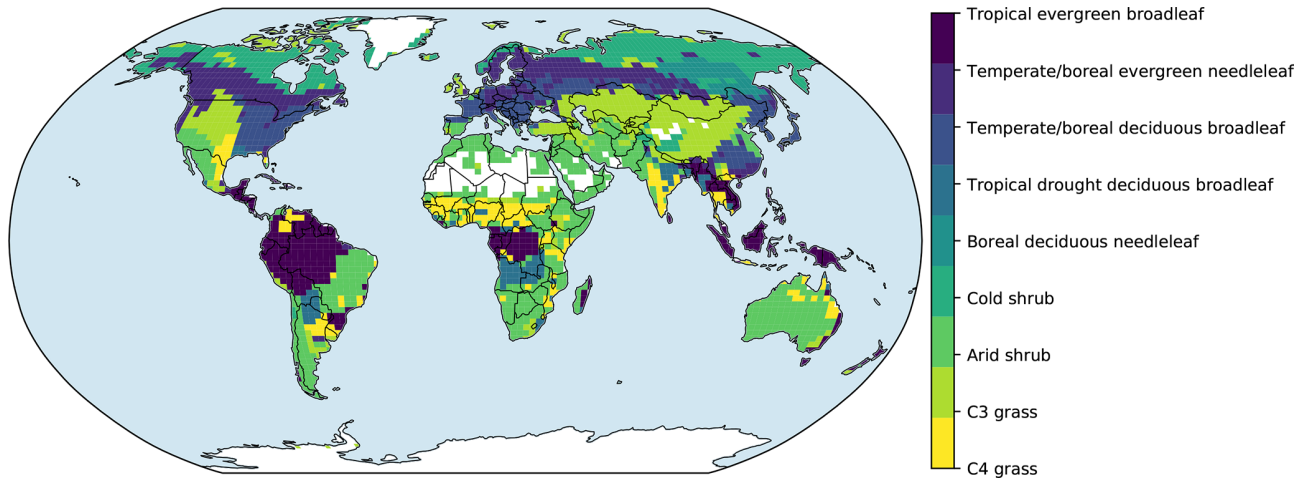 Tropical evergreen broadleaf
Temperate/boreal evergreen needleleaf
Temperate/boreal deciduous broadleaf
Tropical drought deciduous broadleaf
Boreal deciduous needleleaf
Cold shrub
Arid shrub
C3 grass
C4 grass